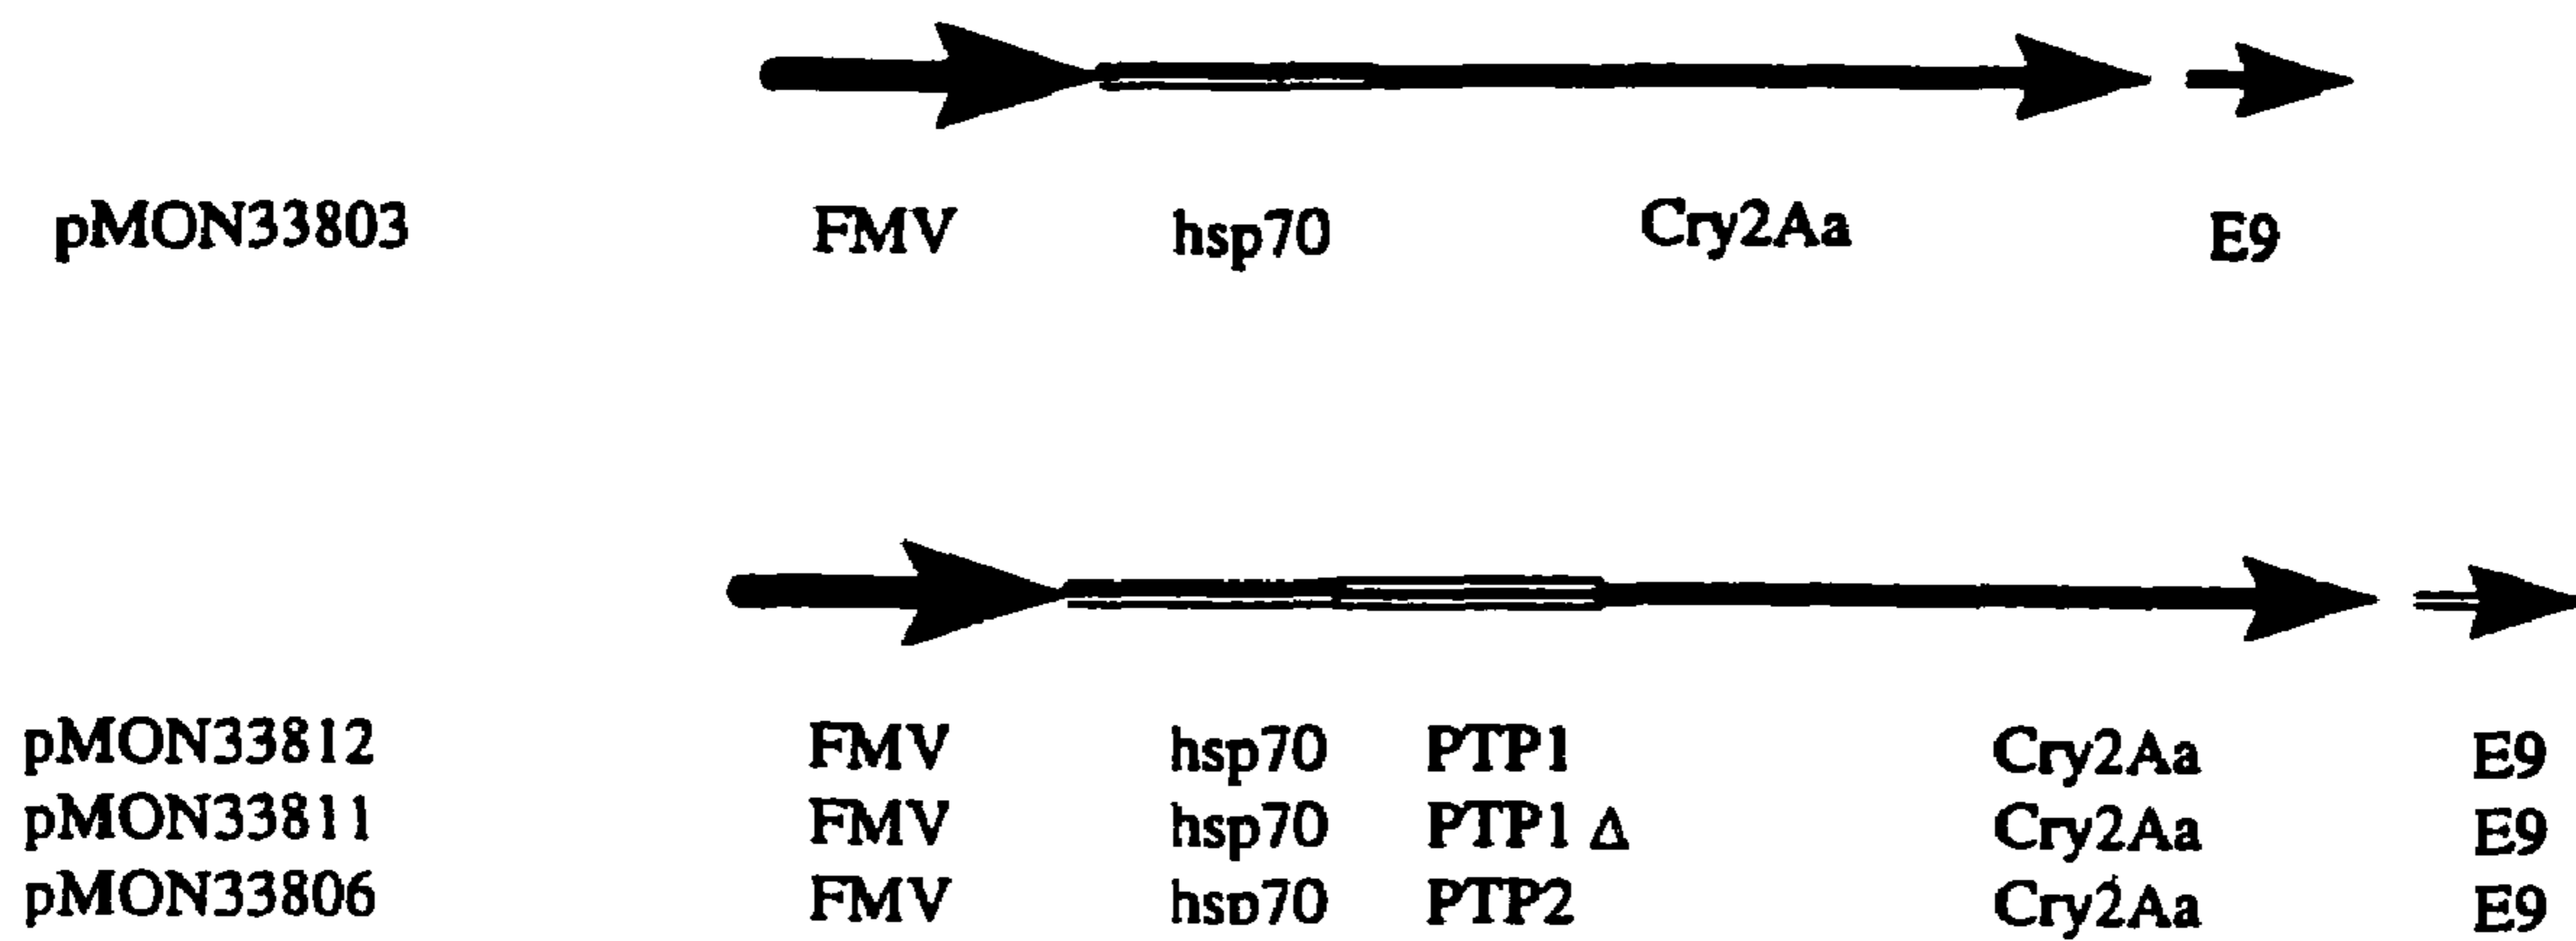 pMON33803 FMV hsp70 Cry2Aa E9
pMON33812 FMV hsp70 PTP1 Cry2Aa E9
pMON33811 FMV hsp70 PTP1 Δ Cry2Aa E9
pMON33806 FMV hsp70 PTP2 Cry2Aa E9